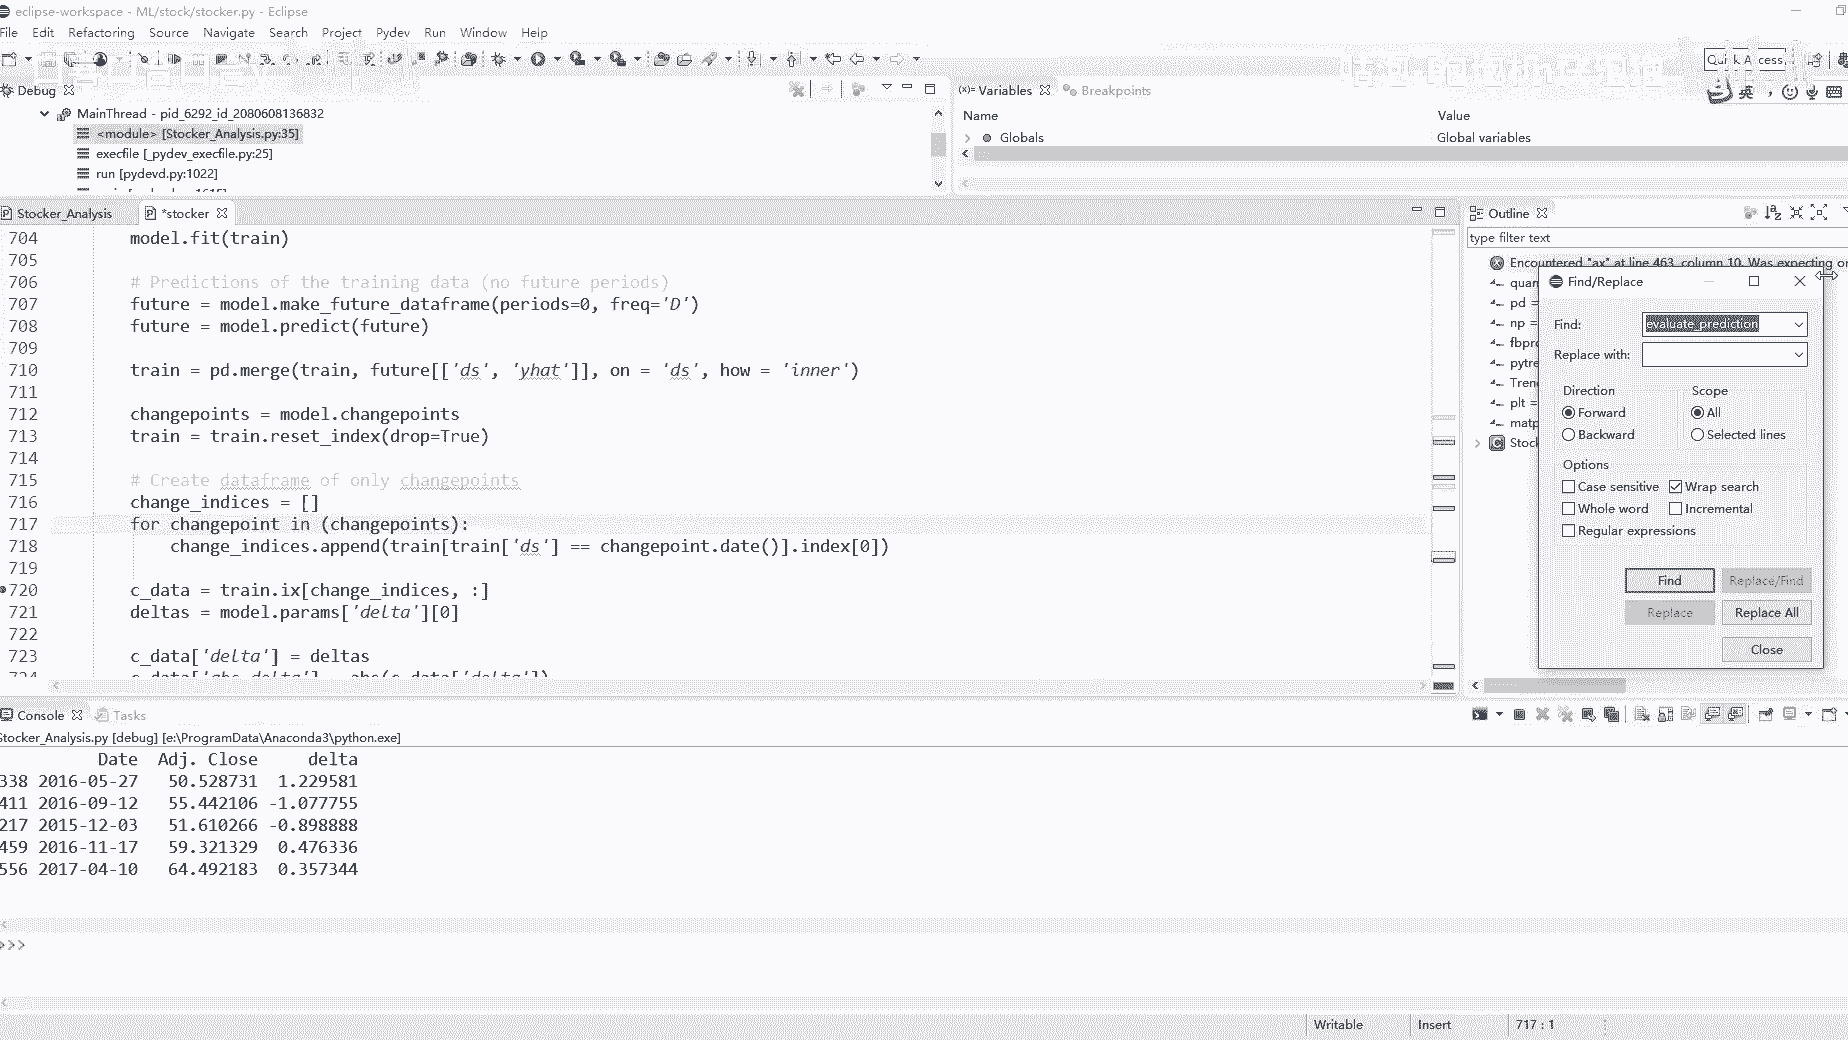 eclipse-workspace - ML/stock/stocker.py - Eclipse
File Edit Refactoring Source Navigate Search Project Pydev Run Window Help
Quick Access
Debug
MainThread - pid_6292_id_2080608136832
<module> [Stocker_Analysis.py:35]
execfile [_pydev_execfile.py:25]
run [pydevd.py:1022]
(x)= Variables Breakpoints
Name Value
Globals Global variables
Stocker_Analysis *stocker
704 model.fit(train)
705
706 # Predictions of the training data (no future periods)
707 future = model.make_future_dataframe(periods=0, freq='D')
708 future = model.predict(future)
709
710 train = pd.merge(train, future[['ds', 'yhat']], on = 'ds', how = 'inner')
711
712 changepoints = model.changepoints
713 train = train.reset_index(drop=True)
714
715 # Create dataframe of only changepoints
716 change_indices = []
717 for changepoint in (changepoints):
718 change_indices.append(train[train['ds'] == changepoint.date()].index[0])
719
720 c_data = train.ix[change_indices, :]
721 deltas = model.params['delta'][0]
722
723 c_data['delta'] = deltas
724 c_data['abs_delta'] = abs(c_data['delta'])
Outline
type filter text
Encountered "ax" at line 463, column 10. Was expecting
quan
pd =
np =
fbpro
pytre
Tren
plt =
matp
Stock
Find/Replace
Find: evaluate_prediction
Replace with:
Direction Scope
Forward All
Backward Selected lines
Options
Case sensitive Wrap search
Whole word Incremental
Regular expressions
Find Replace/Find
Replace Replace All
Close
Console Tasks
Stocker_Analysis.py [debug] [e:\ProgramData\Anaconda3\python.exe]
Date Adj. Close delta
338 2016-05-27 50.528731 1.229581
411 2016-09-12 55.442106 -1.077755
217 2015-12-03 51.610266 -0.898888
459 2016-11-17 59.321329 0.476336
556 2017-04-10 64.492183 0.357344
>>>
Writable Insert 717 : 1